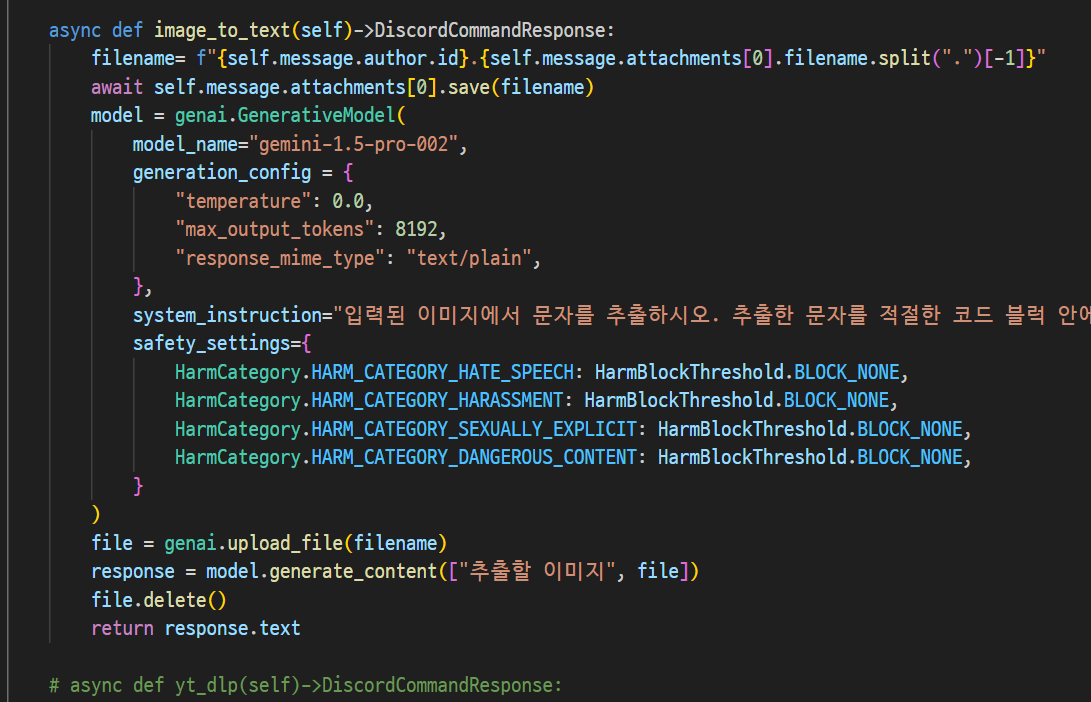 async def image_to_text(self)->DiscordCommandResponse:
filename= f"{self.message.author.id}.{self.message.attachments[0].filename.split(".")[-1]}"
await self.message.attachments[0].save(filename)
model = genai.GenerativeModel(
model_name="gemini-1.5-pro-002",
generation_config = {
"temperature": 0.0,
"max_output_tokens": 8192,
"response_mime_type": "text/plain",
},
system_instruction="입력된 이미지에서 문자를 추출하시오. 추출한 문자를 적절한 코드 블럭 안에
safety_settings={
HarmCategory.HARM_CATEGORY_HATE_SPEECH: HarmBlockThreshold.BLOCK_NONE,
HarmCategory.HARM_CATEGORY_HARASSMENT: HarmBlockThreshold.BLOCK_NONE,
HarmCategory.HARM_CATEGORY_SEXUALLY_EXPLICIT: HarmBlockThreshold.BLOCK_NONE,
HarmCategory.HARM_CATEGORY_DANGEROUS_CONTENT: HarmBlockThreshold.BLOCK_NONE,
}
)
file = genai.upload_file(filename)
response = model.generate_content(["추출할 이미지", file])
file.delete()
return response.text
# async def yt_dlp(self)->DiscordCommandResponse: